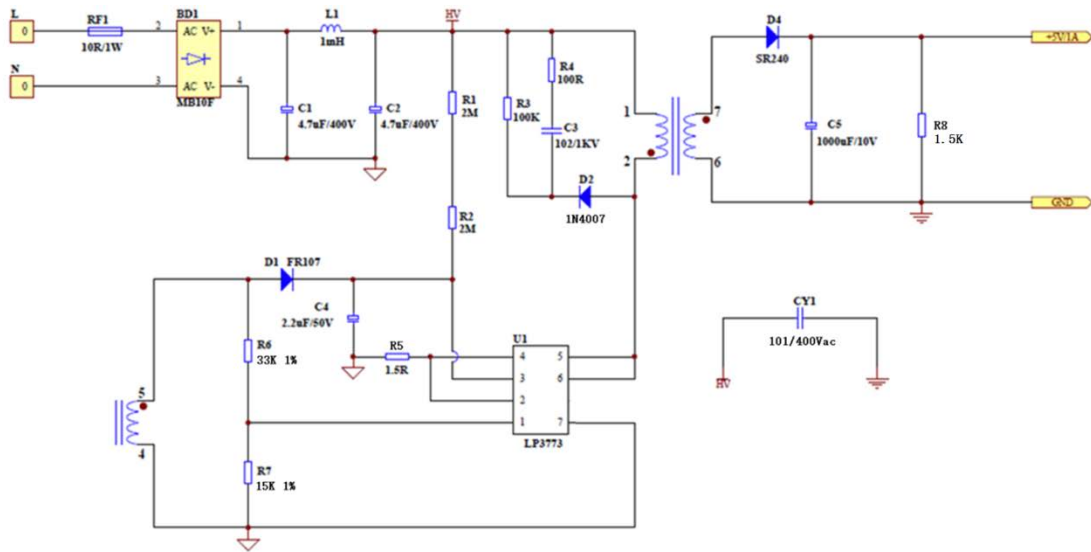 L
0
RF1
10R/1W
BD1
2
AC V+
1
3
AC V-
4
MB10F
N
0
L1
1mH
HV
C1
4.7uF/400V
C2
4.7uF/400V
R1
2M
R2
2M
R3
100K
R4
100R
C3
102/1KV
D2
1N4007
1
2
7
6
D4
SR240
C5
1000uF/10V
R8
1.5K
+5V/1A
GND
D1 FR107
C4
2.2uF/50V
R5
1.5R
R6
33K 1%
R7
15K 1%
5
4
U1
4
5
3
6
2
1
7
LP3773
CY1
101/400Vac
HV